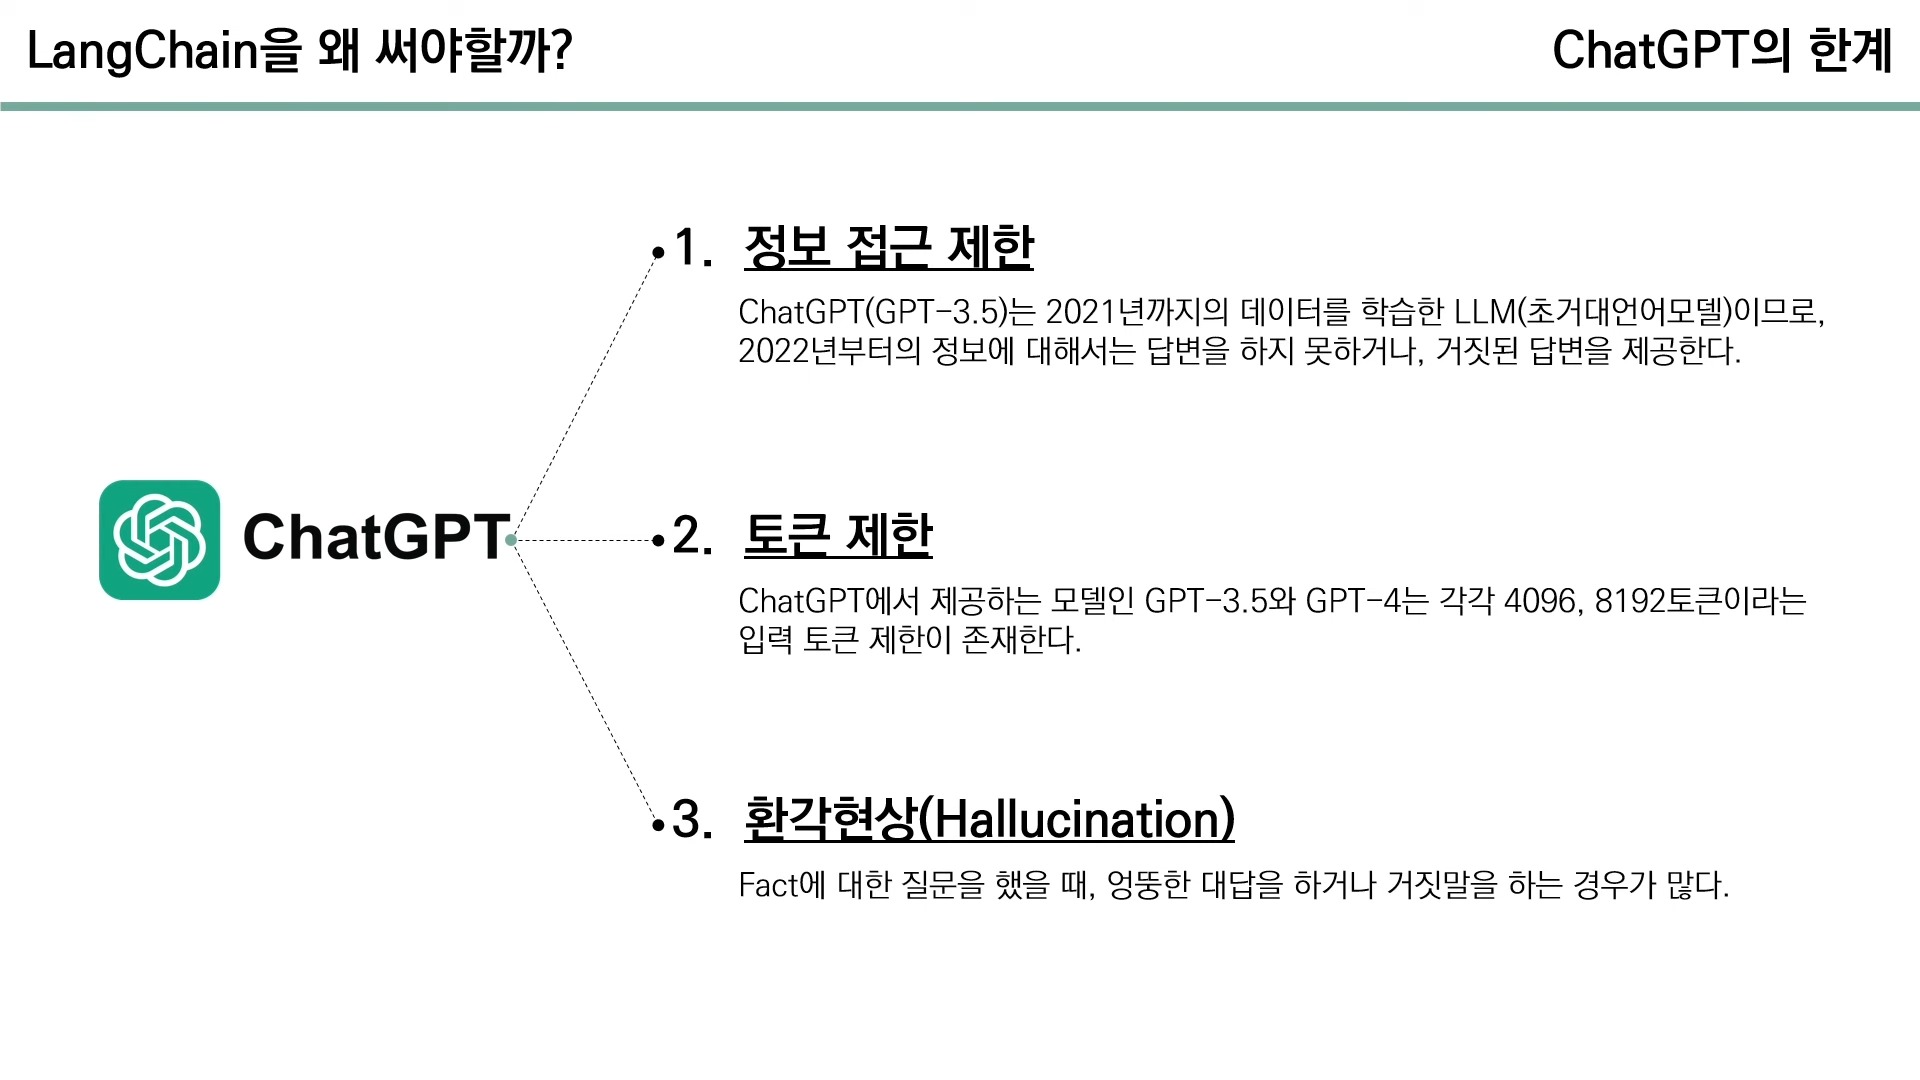 LangChain을 왜 써야할까?
ChatGPT의 한계
1. 정보 접근 제한
ChatGPT(GPT-3.5)는 2021년까지의 데이터를 학습한 LLM(초거대언어모델)이므로,
2022년부터의 정보에 대해서는 답변을 하지 못하거나, 거짓된 답변을 제공한다.
ChatGPT
2. 토큰 제한
ChatGPT에서 제공하는 모델인 GPT-3.5와 GPT-4는 각각 4096, 8192토큰이라는
입력 토큰 제한이 존재한다.
3. 환각현상(Hallucination)
Fact에 대한 질문을 했을 때, 엉뚱한 대답을 하거나 거짓말을 하는 경우가 많다.